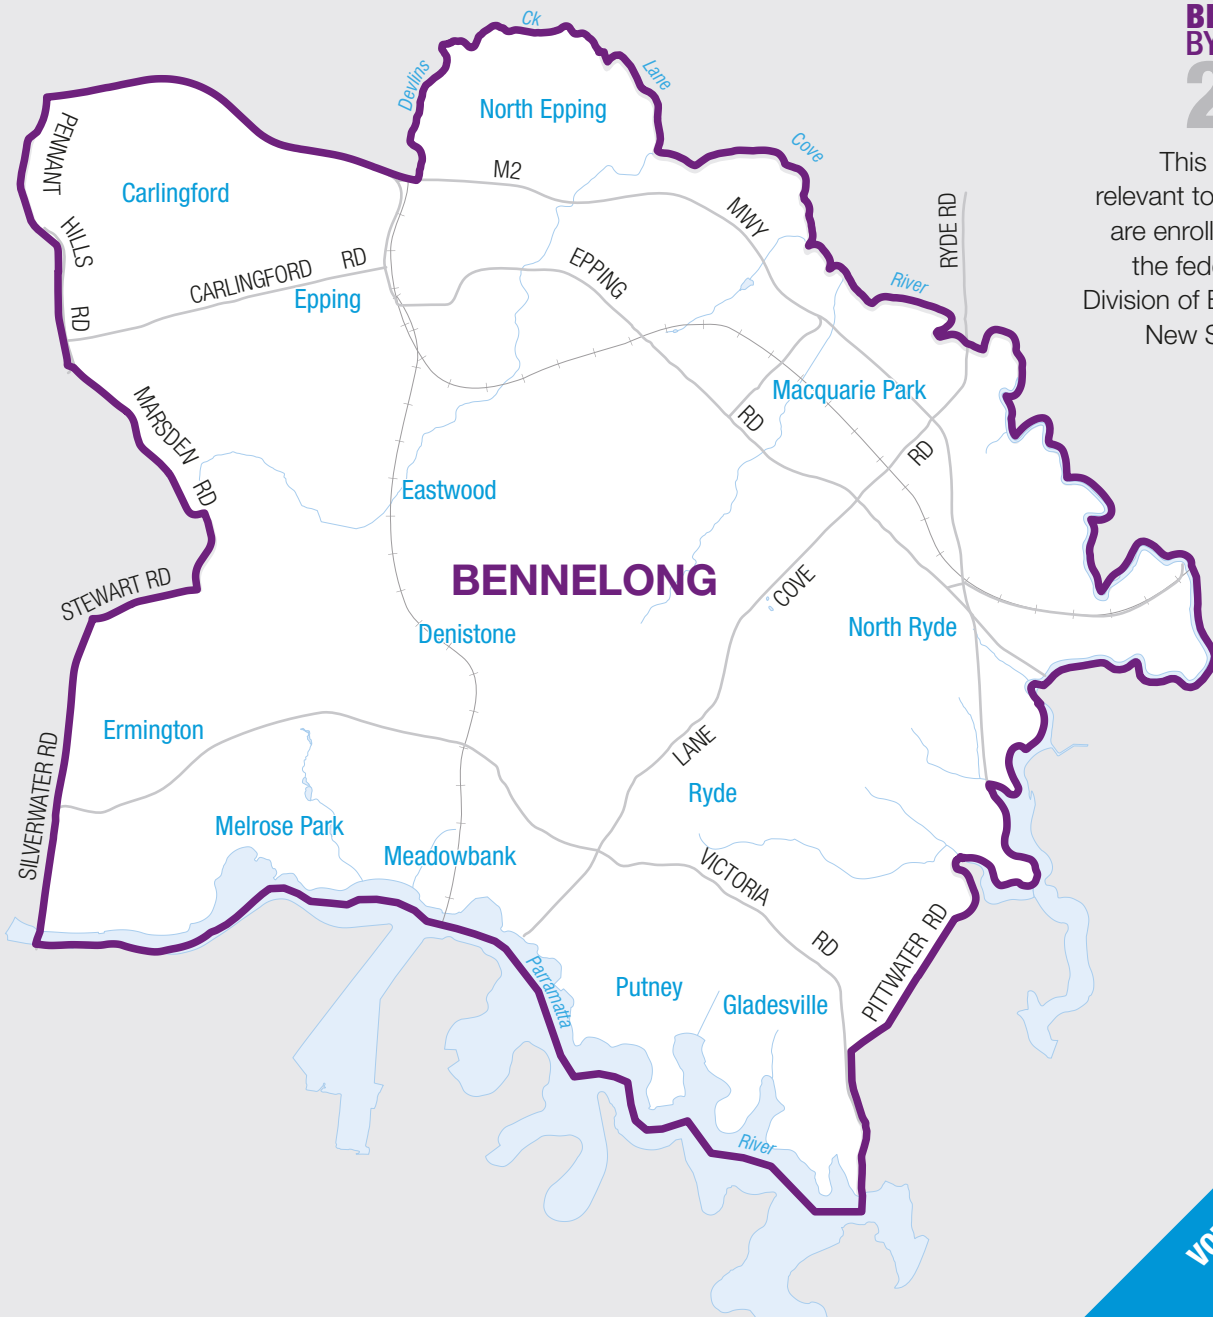 Ck
Devlins
Lane
North Epping
Cove
M2
PENNANT
Carlingford
MWY
RYDE RD
HILLS
EPPING
CARLINGFORD RD
River
Epping
RD
This
relevant to
are enroll
the fede
Division of
New S
Macquarie Park
MARSDEN
RD
RD
RD
Eastwood
BENNELONG
STEWART RD
COVE
Denistone
North Ryde
Ermington
LANE
SILVERWATER RD
Ryde
Melrose Park
Meadowbank
VICTORIA
RD
PITTWATER RD
Parramatta
Putney
Gladesville
River